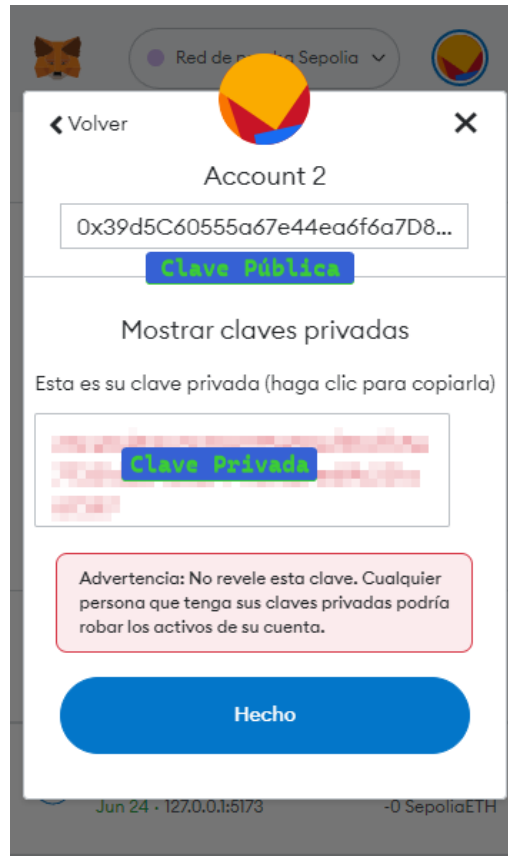 Red de prueba Sepolia
Volver
Account 2
0x39d5C60555a67e44ea6f6a7D8...
Clave Pública
Mostrar claves privadas
Esta es su clave privada (haga clic para copiarla)
Clave Privada
Advertencia: No revele esta clave. Cualquier
persona que tenga sus claves privadas podría
robar los activos de su cuenta.
Hecho
Jun 24 · 127.0.0.1:5173
-0 SepoliaETH